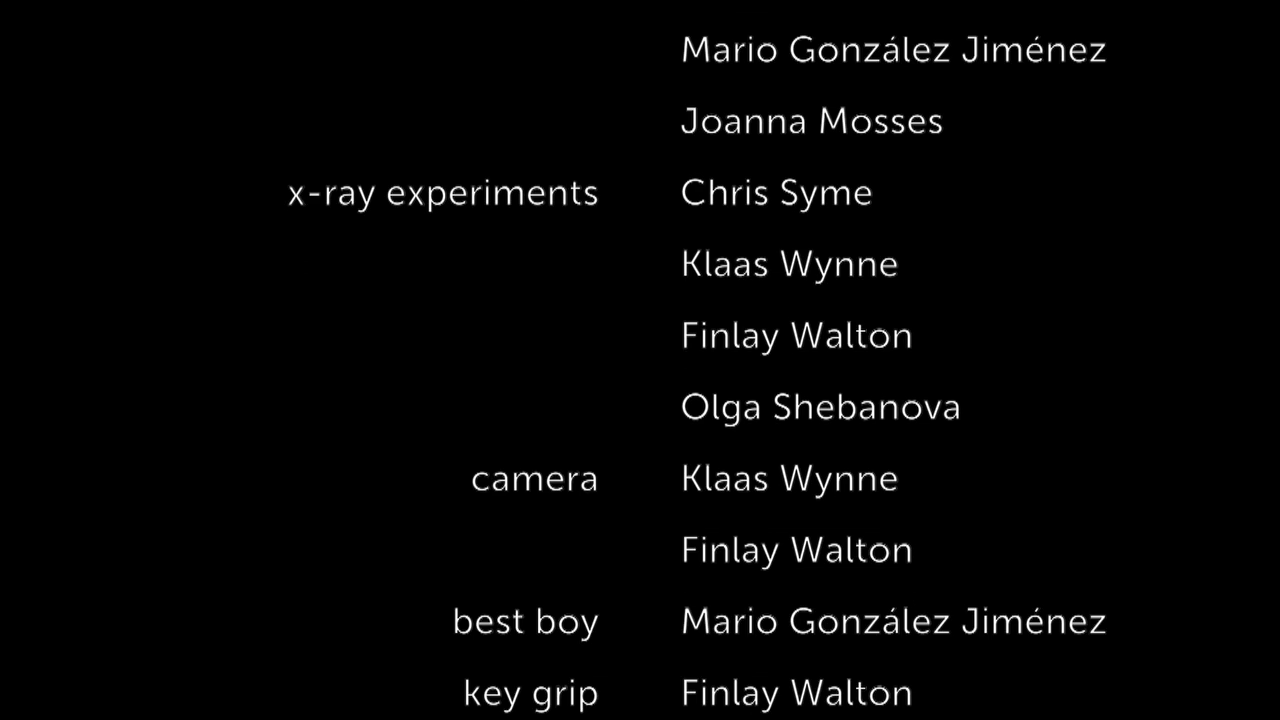 Mario González Jiménez
Joanna Mosses
x-ray experiments Chris Syme
Klaas Wynne
Finlay Walton
Olga Shebanova
camera Klaas Wynne
Finlay Walton
best boy Mario González Jiménez
key grip Finlay Walton